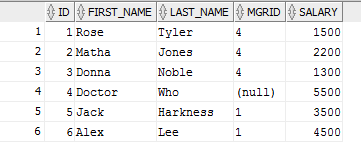 ID FIRST_NAME LAST_NAME MGRID SALARY
1 1 Rose Tyler 4 1500
2 2 Matha Jones 4 2200
3 3 Donna Noble 4 1300
4 4 Doctor Who (null) 5500
5 5 Jack Harkness 1 3500
6 6 Alex Lee 1 4500